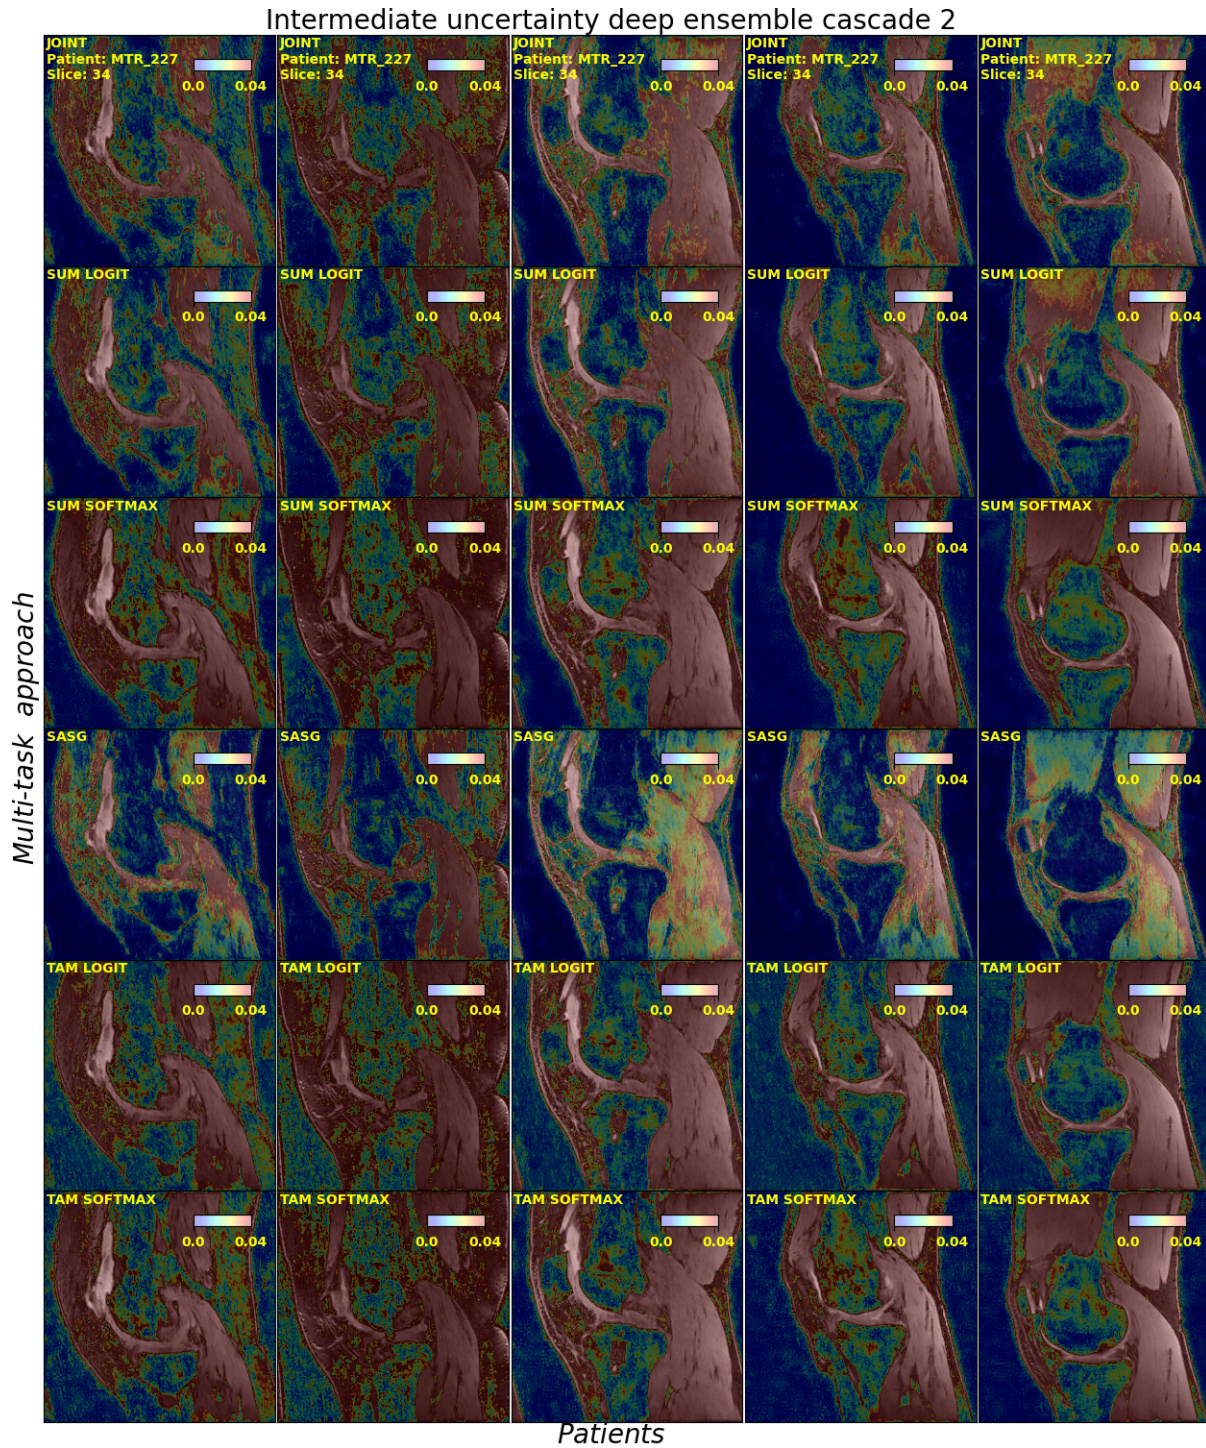 Intermediate uncertainty deep ensemble cascade 2
JOINT
Patient: MTR_227
Slice: 34
0.0 0.04
JOINT
Patient: MTR_227
Slice: 34
0.0 0.04
JOINT
Patient: MTR_227
Slice: 34
0.0 0.04
JOINT
Patient: MTR_227
Slice: 34
0.0 0.04
JOINT
Patient: MTR_227
Slice: 34
0.0 0.04
SUM LOGIT
0.0 0.04
SUM LOGIT
0.0 0.04
SUM LOGIT
0.0 0.04
SUM LOGIT
0.0 0.04
SUM LOGIT
0.0 0.04
SUM SOFTMAX
0.0 0.04
SUM SOFTMAX
0.0 0.04
SUM SOFTMAX
0.0 0.04
SUM SOFTMAX
0.0 0.04
SUM SOFTMAX
0.0 0.04
SASG
0.0 0.04
SASG
0.0 0.04
SASG
0.0 0.04
SASG
0.0 0.04
SASG
0.0 0.04
TAM LOGIT
0.0 0.04
TAM LOGIT
0.0 0.04
TAM LOGIT
0.0 0.04
TAM LOGIT
0.0 0.04
TAM LOGIT
0.0 0.04
TAM SOFTMAX
0.0 0.04
TAM SOFTMAX
0.0 0.04
TAM SOFTMAX
0.0 0.04
TAM SOFTMAX
0.0 0.04
TAM SOFTMAX
0.0 0.04
Multi-task approach
Patients